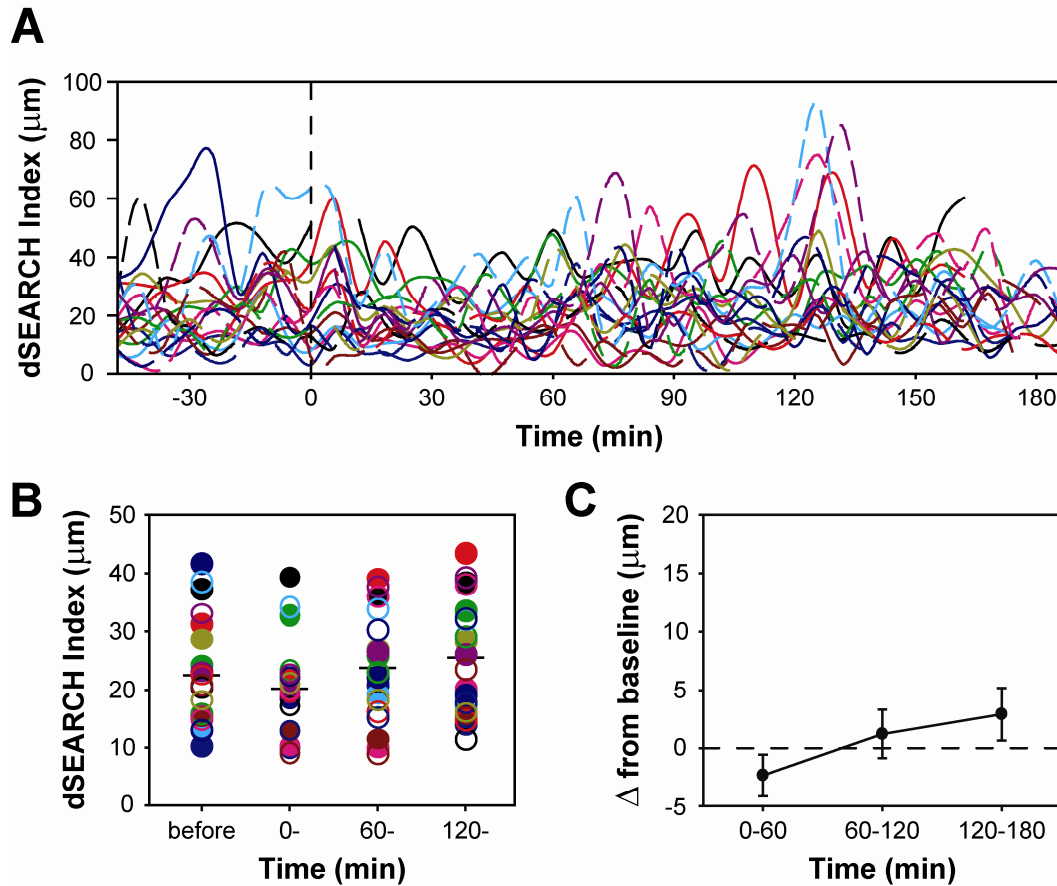 A
dSEARCH Index (μm)
100
80
60
40
20
0
-30 0 30 60 90 120 150 180
Time (min)
B
dSEARCH Index (μm)
50
40
30
20
10
0
before 0- 60- 120-
Time (min)
C
Δ from baseline (μm)
20
15
10
5
0
-5
0-60 60-120 120-180
Time (min)